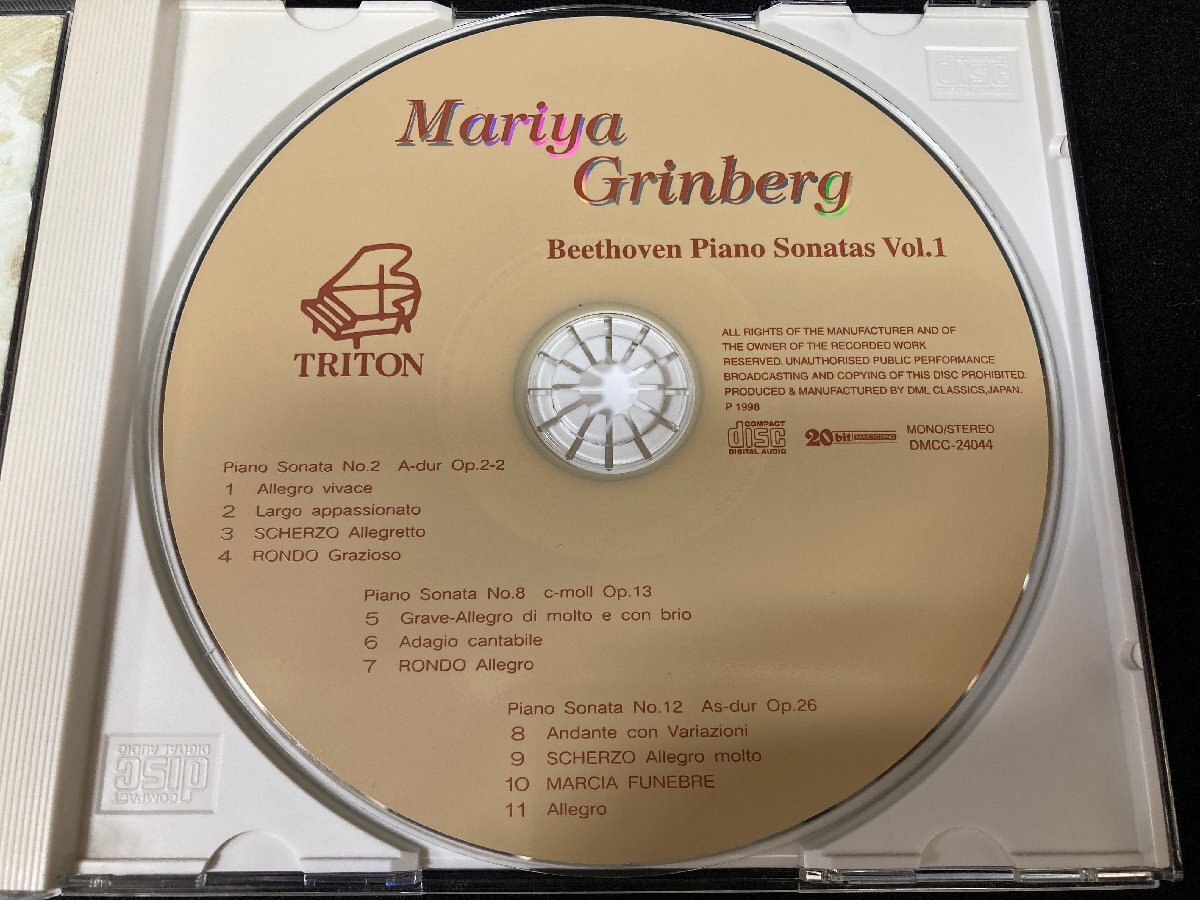 Mariya
Grinberg
Beethoven Piano Sonatas Vol.1
TRITON
ALL RIGHTS OF THE MANUFACTURER AND OF
THE OWNER OF THE RECORDED WORK
RESERVED. UNAUTHORISED PUBLIC PERFORMANCE
BROADCASTING AND COPYING OF THIS DISC PROHIBITED.
PRODUCED & MANUFACTURED BY DML CLASSICS,JAPAN.
P 1998
COMPACT
disc
DIGITAL AUDIO
20bit MASTERING
MONO/STEREO
DMCC-24044
Piano Sonata No.2 A-dur Op.2-2
1 Allegro vivace
2 Largo appassionato
3 SCHERZO Allegretto
4 RONDO Grazioso
Piano Sonata No.8 c-moll Op.13
5 Grave-Allegro di molto e con brio
6 Adagio cantabile
7 RONDO Allegro
Piano Sonata No.12 As-dur Op.26
8 Andante con Variazioni
9 SCHERZO Allegro molto
10 MARCIA FUNEBRE
11 Allegro
COMPACT
disc
DIGITAL AUDIO
COMPACT
disc
DIGITAL AUDIO